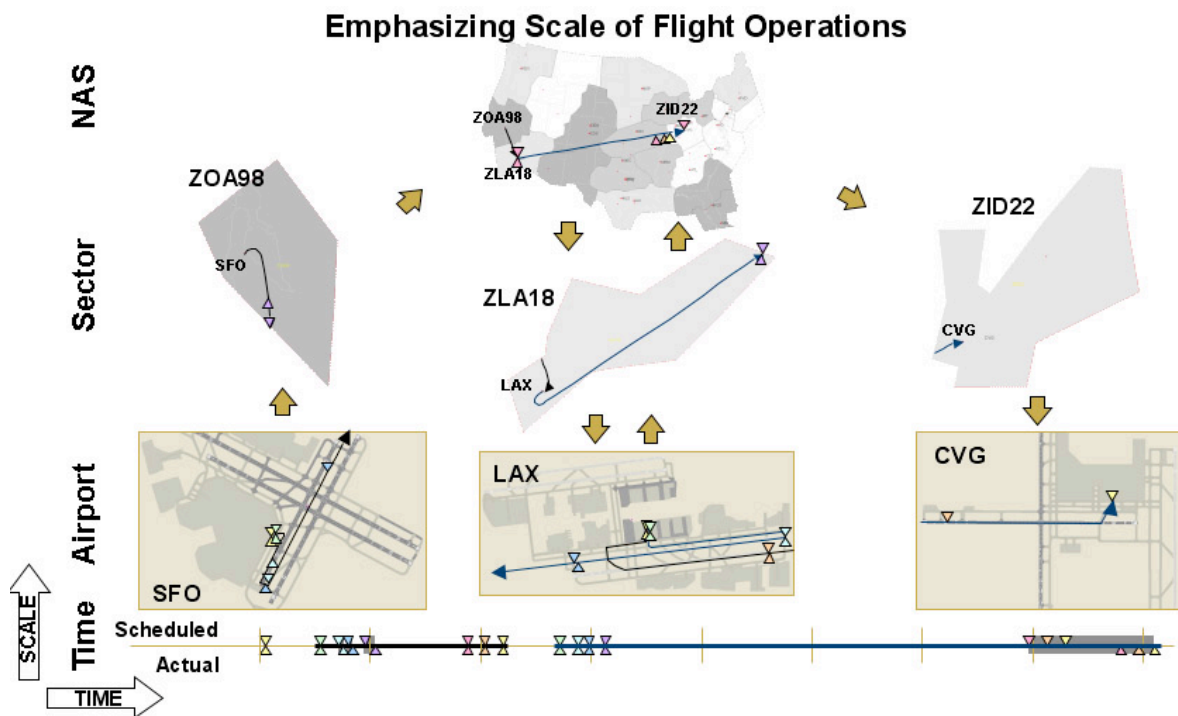 Emphasizing Scale of Flight Operations
NAS
ZOA98
ZID22
ZLA18
Sector
ZOA98
SFO
ZLA18
LAX
ZID22
CVG
Airport
SFO
LAX
CVG
Time
Scheduled
Actual
SCALE
TIME